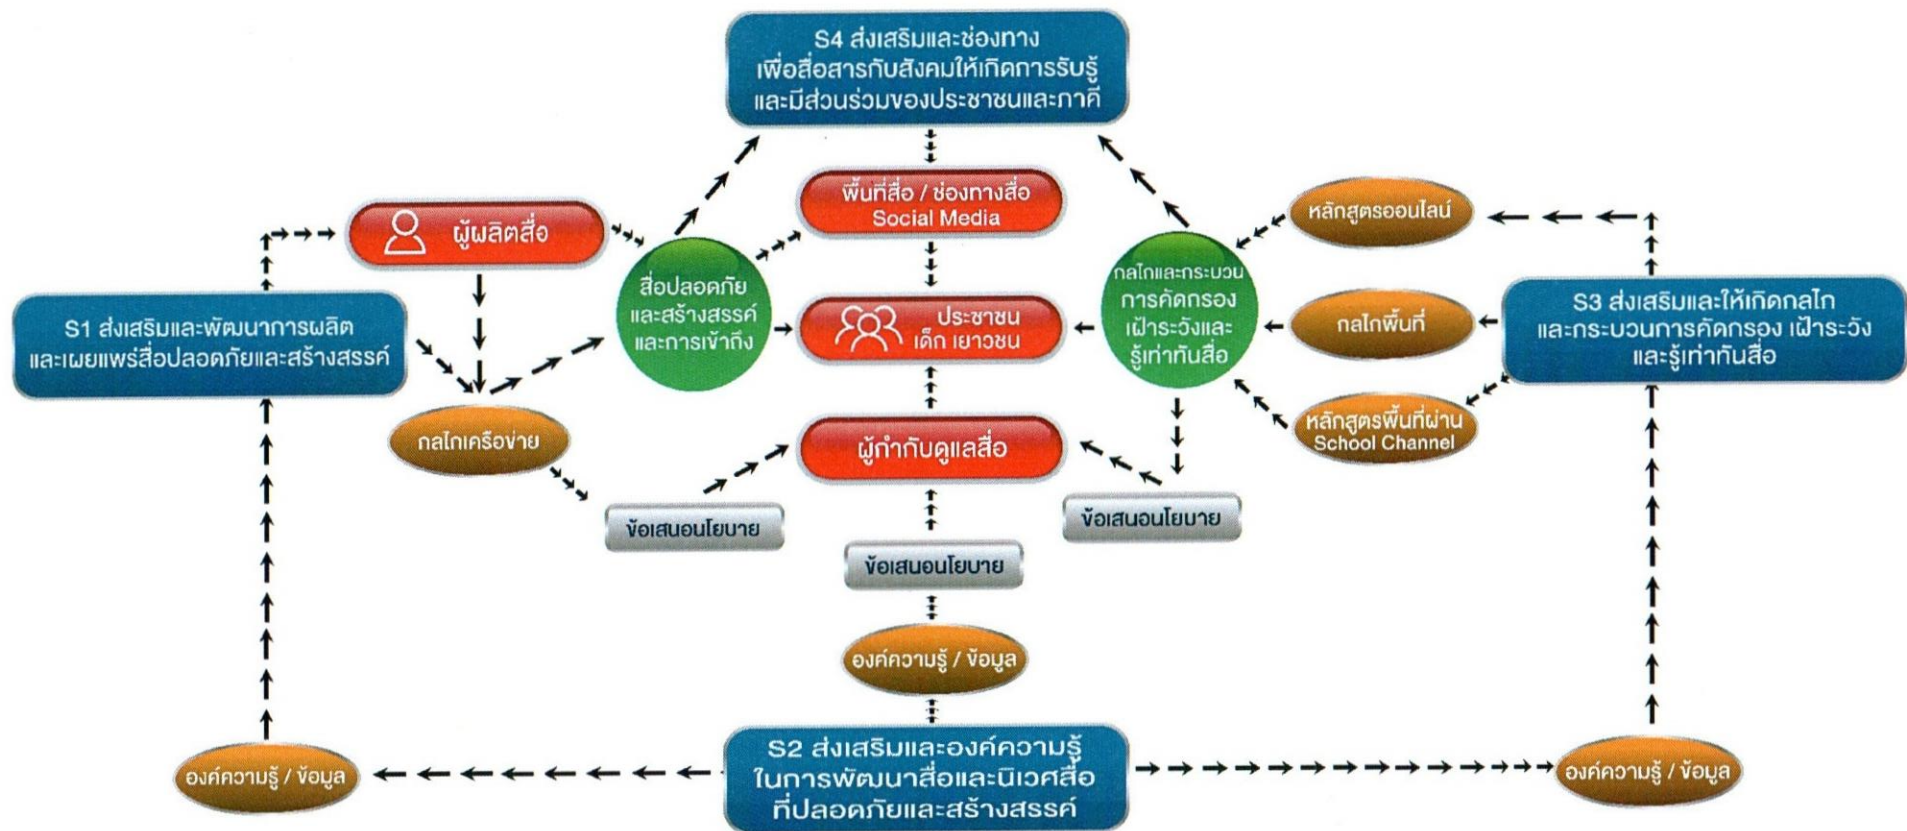 S4 ส่งเสริมและช่องทาง
เพื่อสื่อสารกับสังคมให้เกิดการรับรู้
และมีส่วนร่วมของประชาชนและภาคี
พื้นที่สื่อ / ช่องทางสื่อ
Social Media
ผู้ผลิตสื่อ
หลักสูตรออนไลน์
สื่อปลอดภัย
และสร้างสรรค์
และการเข้าถึง
กลไกและกระบวน
การคัดกรอง
เฝ้าระวังและ
รู้เท่าทันสื่อ
S1 ส่งเสริมและพัฒนาการผลิต
และเผยแพร่สื่อปลอดภัยและสร้างสรรค์
ประชาชน
เด็ก เยาวชน
กลไกพื้นที่
S3 ส่งเสริมและให้เกิดกลไก
และกระบวนการคัดกรอง เฝ้าระวัง
และรู้เท่าทันสื่อ
กลไกเครือข่าย
ผู้กำกับดูแลสื่อ
หลักสูตรพื้นที่ผ่าน
School Channel
ข้อเสนอนโยบาย
ข้อเสนอนโยบาย
ข้อเสนอนโยบาย
องค์ความรู้ / ข้อมูล
องค์ความรู้ / ข้อมูล
S2 ส่งเสริมและองค์ความรู้
ในการพัฒนาสื่อและนิเวศสื่อ
ที่ปลอดภัยและสร้างสรรค์
องค์ความรู้ / ข้อมูล